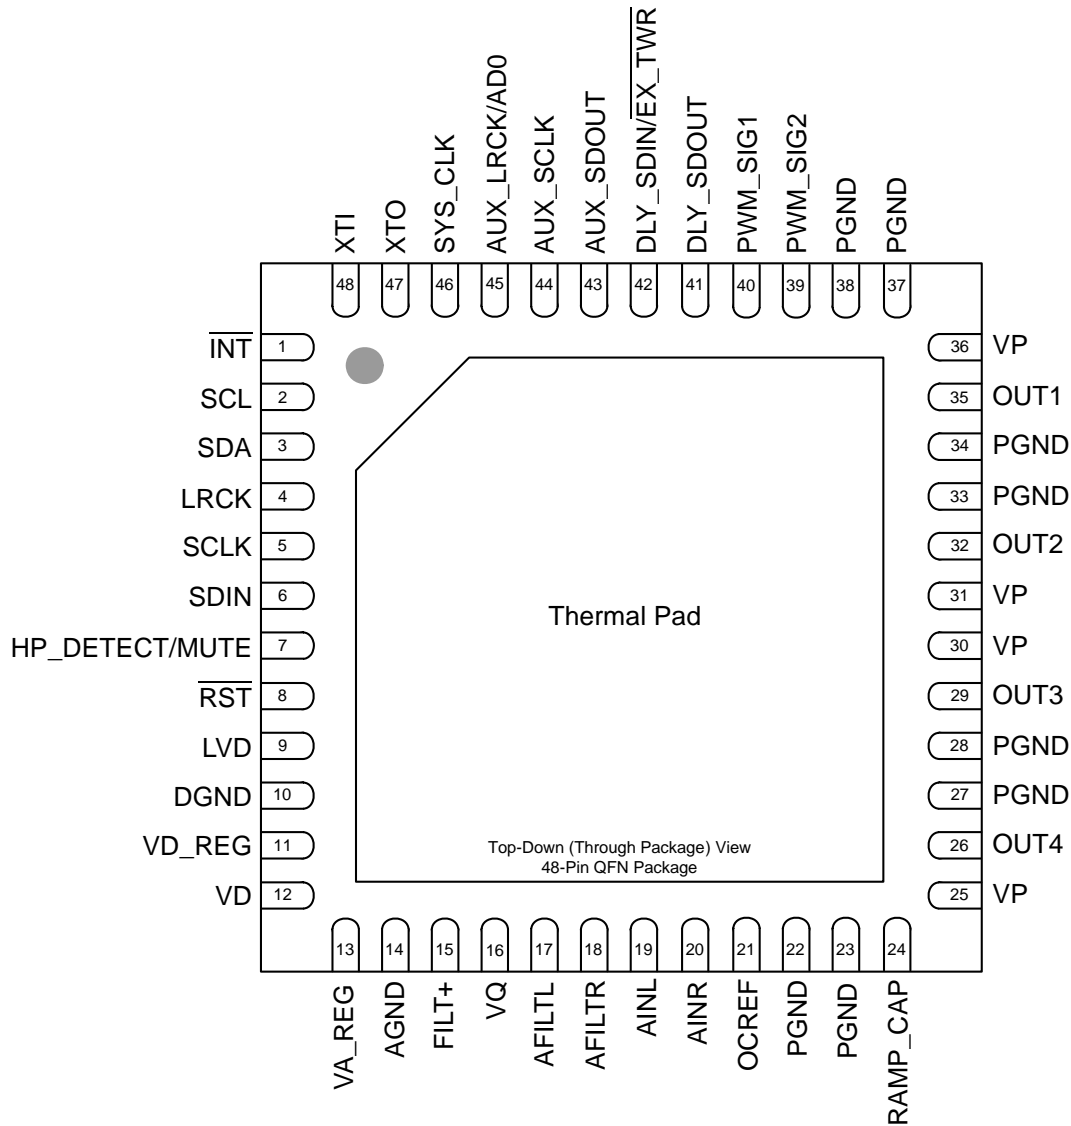 XTI
XTO
SYS_CLK
AUX_LRCK/AD0
AUX_SCLK
AUX_SDOUT
DLY_SDIN/EX_TWR
DLY_SDOUT
PWM_SIG1
PWM_SIG2
PGND
PGND
48
47
46
45
44
43
42
41
40
39
38
37
INT 1
SCL 2
SDA 3
LRCK 4
SCLK 5
SDIN 6
HP_DETECT/MUTE 7
RST 8
LVD 9
DGND 10
VD_REG 11
VD 12
Thermal Pad
Top-Down (Through Package) View
48-Pin QFN Package
36 VP
35 OUT1
34 PGND
33 PGND
32 OUT2
31 VP
30 VP
29 OUT3
28 PGND
27 PGND
26 OUT4
25 VP
13
14
15
16
17
18
19
20
21
22
23
24
VA_REG
AGND
FILT+
VQ
AFILTL
AFILTR
AINL
AINR
OCREF
PGND
PGND
RAMP_CAP